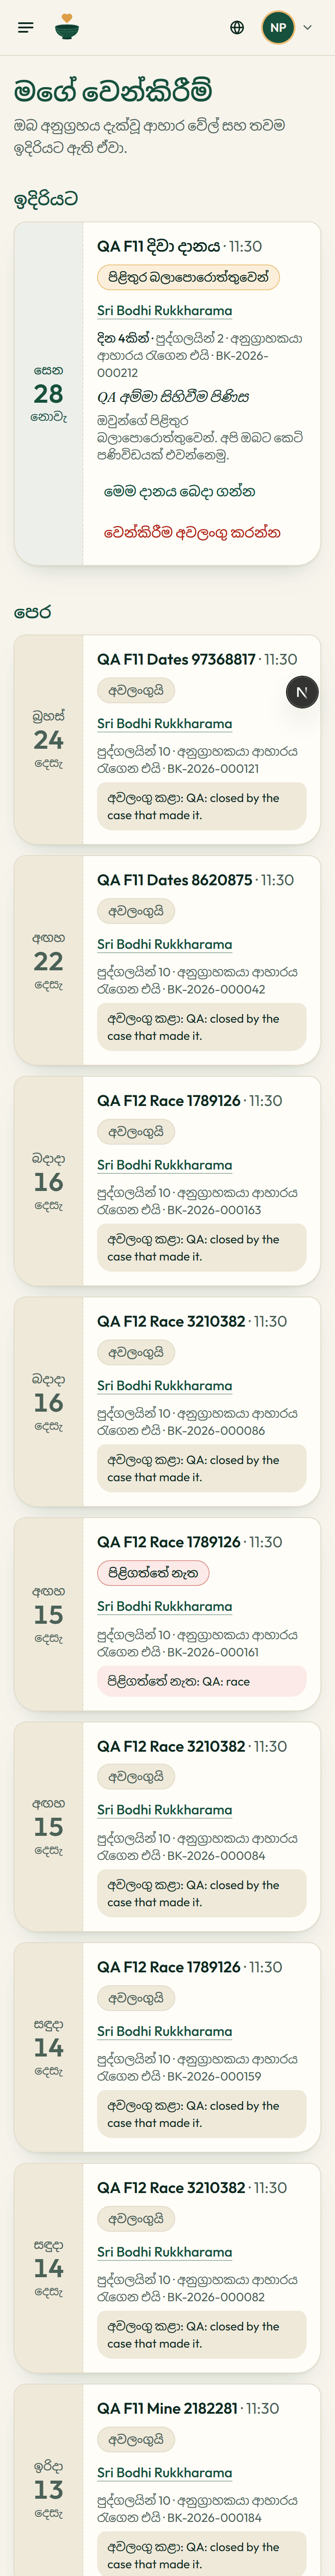 NP
මගේ වෙන්කිරීම්
ඔබ අනුග්‍රහය දැක්වූ ආහාර වේල් සහ තවම
ඉදිරියට ඇති ඒවා.
ඉදිරියට
සෙන
28
නොවැ
QA F11 දිවා දානය · 11:30
පිළිතුර බලාපොරොත්තුවෙන්
Sri Bodhi Rukkharama
දින 4කින් · පුද්ගලයින් 2 · අනුග්‍රාහකයා
ආහාරය රැගෙන එයි · BK-2026-
000212
QA අම්මා සිහිවීම පිණිස
ඔවුන්ගේ පිළිතුර
බලාපොරොත්තුවෙන්. අපි ඔබට කෙටි
පණිවිඩයක් එවන්නෙමු.
මෙම දානය බෙදා ගන්න
වෙන්කිරීම අවලංගු කරන්න
පෙර
බ්‍රහස්
24
දෙසැ
QA F11 Dates 97368817 · 11:30
අවලංගුයි
N
Sri Bodhi Rukkharama
පුද්ගලයින් 10 · අනුග්‍රාහකයා ආහාරය
රැගෙන එයි · BK-2026-000121
අවලංගු කළා: QA: closed by the
case that made it.
අඟහ
22
දෙසැ
QA F11 Dates 8620875 · 11:30
අවලංගුයි
Sri Bodhi Rukkharama
පුද්ගලයින් 10 · අනුග්‍රාහකයා ආහාරය
රැගෙන එයි · BK-2026-000042
අවලංගු කළා: QA: closed by the
case that made it.
බදාදා
16
දෙසැ
QA F12 Race 1789126 · 11:30
අවලංගුයි
Sri Bodhi Rukkharama
පුද්ගලයින් 10 · අනුග්‍රාහකයා ආහාරය
රැගෙන එයි · BK-2026-000163
අවලංගු කළා: QA: closed by the
case that made it.
බදාදා
16
දෙසැ
QA F12 Race 3210382 · 11:30
අවලංගුයි
Sri Bodhi Rukkharama
පුද්ගලයින් 10 · අනුග්‍රාහකයා ආහාරය
රැගෙන එයි · BK-2026-000086
අවලංගු කළා: QA: closed by the
case that made it.
අඟහ
15
දෙසැ
QA F12 Race 1789126 · 11:30
පිළිගත්තේ නැත
Sri Bodhi Rukkharama
පුද්ගලයින් 10 · අනුග්‍රාහකයා ආහාරය
රැගෙන එයි · BK-2026-000161
පිළිගත්තේ නැත: QA: race
අඟහ
15
දෙසැ
QA F12 Race 3210382 · 11:30
අවලංගුයි
Sri Bodhi Rukkharama
පුද්ගලයින් 10 · අනුග්‍රාහකයා ආහාරය
රැගෙන එයි · BK-2026-000084
අවලංගු කළා: QA: closed by the
case that made it.
සඳුදා
14
දෙසැ
QA F12 Race 1789126 · 11:30
අවලංගුයි
Sri Bodhi Rukkharama
පුද්ගලයින් 10 · අනුග්‍රාහකයා ආහාරය
රැගෙන එයි · BK-2026-000159
අවලංගු කළා: QA: closed by the
case that made it.
සඳුදා
14
දෙසැ
QA F12 Race 3210382 · 11:30
අවලංගුයි
Sri Bodhi Rukkharama
පුද්ගලයින් 10 · අනුග්‍රාහකයා ආහාරය
රැගෙන එයි · BK-2026-000082
අවලංගු කළා: QA: closed by the
case that made it.
ඉරිදා
13
දෙසැ
QA F11 Mine 2182281 · 11:30
අවලංගුයි
Sri Bodhi Rukkharama
පුද්ගලයින් 10 · අනුග්‍රාහකයා ආහාරය
රැගෙන එයි · BK-2026-000184
අවලංගු කළා: QA: closed by the
case that made it.